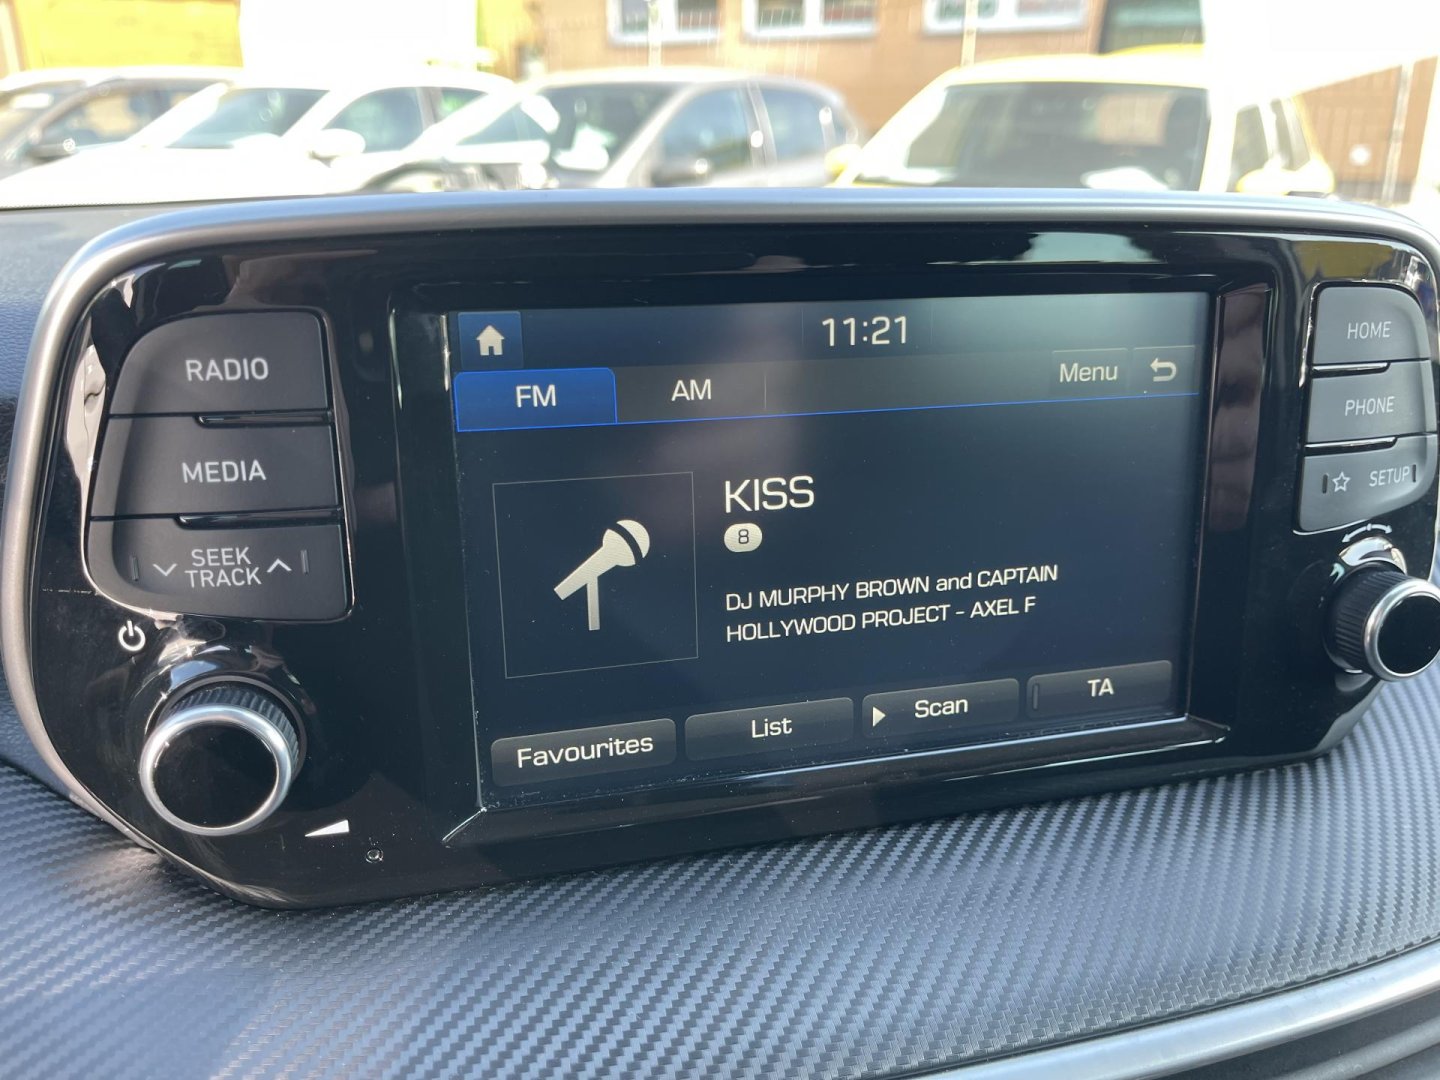 11:21
FM
AM
Menu
KISS
8
DJ MURPHY BROWN and CAPTAIN
HOLLYWOOD PROJECT - AXEL F
Favourites
List
Scan
TA
RADIO
MEDIA
SEEK
TRACK
HOME
PHONE
SETUP